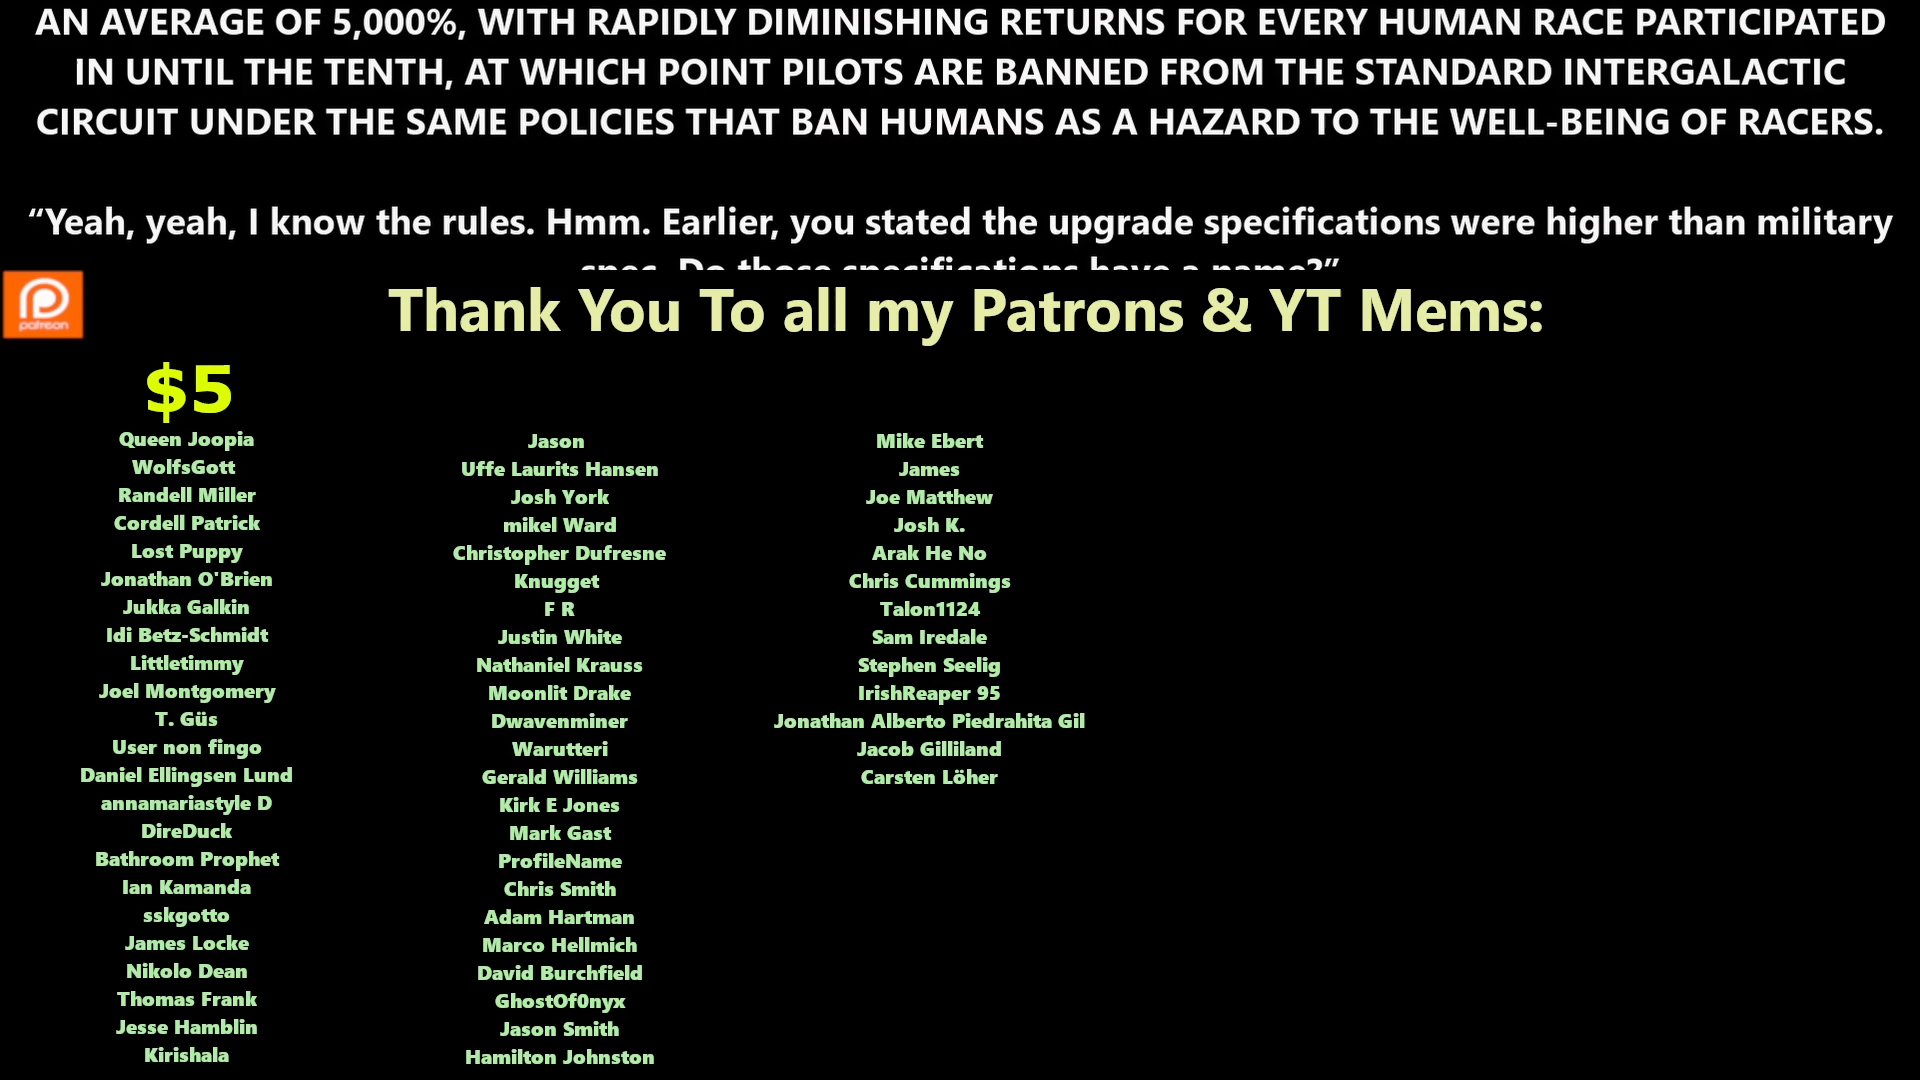 AN AVERAGE OF 5,000%, WITH RAPIDLY DIMINISHING RETURNS FOR EVERY HUMAN RACE PARTICIPATED
IN UNTIL THE TENTH, AT WHICH POINT PILOTS ARE BANNED FROM THE STANDARD INTERGALACTIC
CIRCUIT UNDER THE SAME POLICIES THAT BAN HUMANS AS A HAZARD TO THE WELL-BEING OF RACERS.
“Yeah, yeah, I know the rules. Hmm. Earlier, you stated the upgrade specifications were higher than military
spec. Do those specifications have a name?”
patreon
Thank You To all my Patrons & YT Mems:
$5
Queen Joopia
WolfsGott
Randell Miller
Cordell Patrick
Lost Puppy
Jonathan O'Brien
Jukka Galkin
Idi Betz-Schmidt
Littletimmy
Joel Montgomery
T. Güs
User non fingo
Daniel Ellingsen Lund
annamariastyle D
DireDuck
Bathroom Prophet
Ian Kamanda
sskgotto
James Locke
Nikolo Dean
Thomas Frank
Jesse Hamblin
Kirishala
Jason
Uffe Laurits Hansen
Josh York
mikel Ward
Christopher Dufresne
Knugget
F R
Justin White
Nathaniel Krauss
Moonlit Drake
Dwavenminer
Warutteri
Gerald Williams
Kirk E Jones
Mark Gast
ProfileName
Chris Smith
Adam Hartman
Marco Hellmich
David Burchfield
GhostOf0nyx
Jason Smith
Hamilton Johnston
Mike Ebert
James
Joe Matthew
Josh K.
Arak He No
Chris Cummings
Talon1124
Sam Iredale
Stephen Seelig
IrishReaper 95
Jonathan Alberto Piedrahita Gil
Jacob Gilliland
Carsten Löher